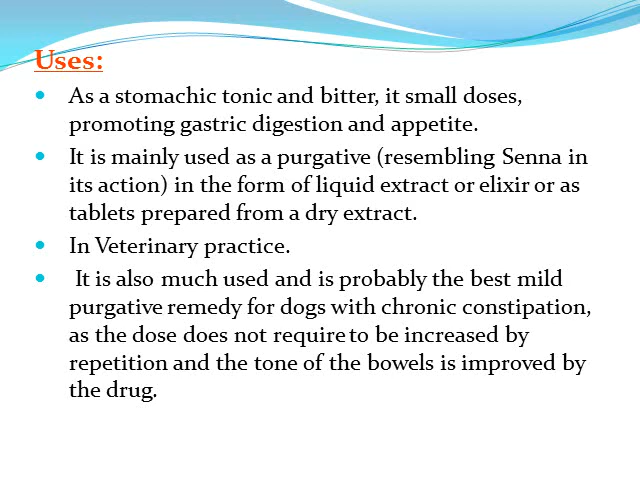 Uses:
• As a stomachic tonic and bitter, it small doses,
promoting gastric digestion and appetite.
• It is mainly used as a purgative (resembling Senna in
its action) in the form of liquid extract or elixir or as
tablets prepared from a dry extract.
• In Veterinary practice.
• It is also much used and is probably the best mild
purgative remedy for dogs with chronic constipation,
as the dose does not require to be increased by
repetition and the tone of the bowels is improved by
the drug.